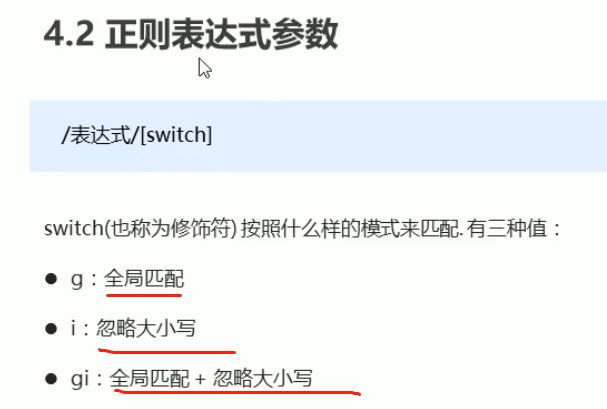 4.2 正则表达式参数
/表达式/[switch]
switch(也称为修饰符) 按照什么样的模式来匹配. 有三种值：
● g：全局匹配
● i：忽略大小写
● gi：全局匹配 + 忽略大小写